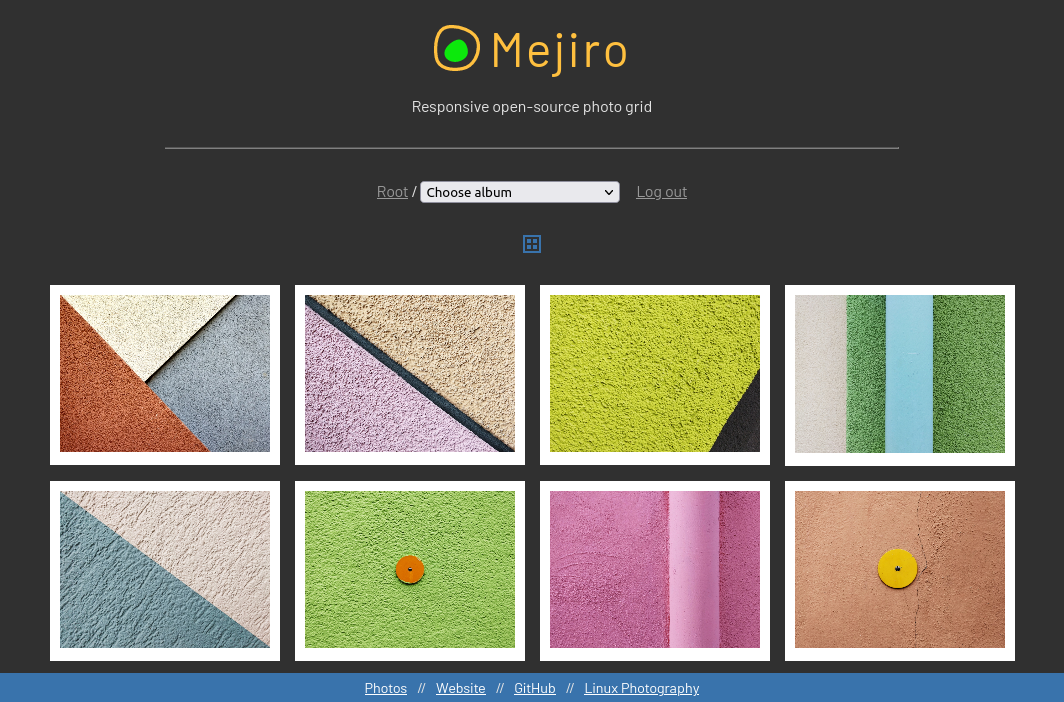 Mejiro
Responsive open-source photo grid
Root / Choose album Log out
Photos // Website // GitHub // Linux Photography